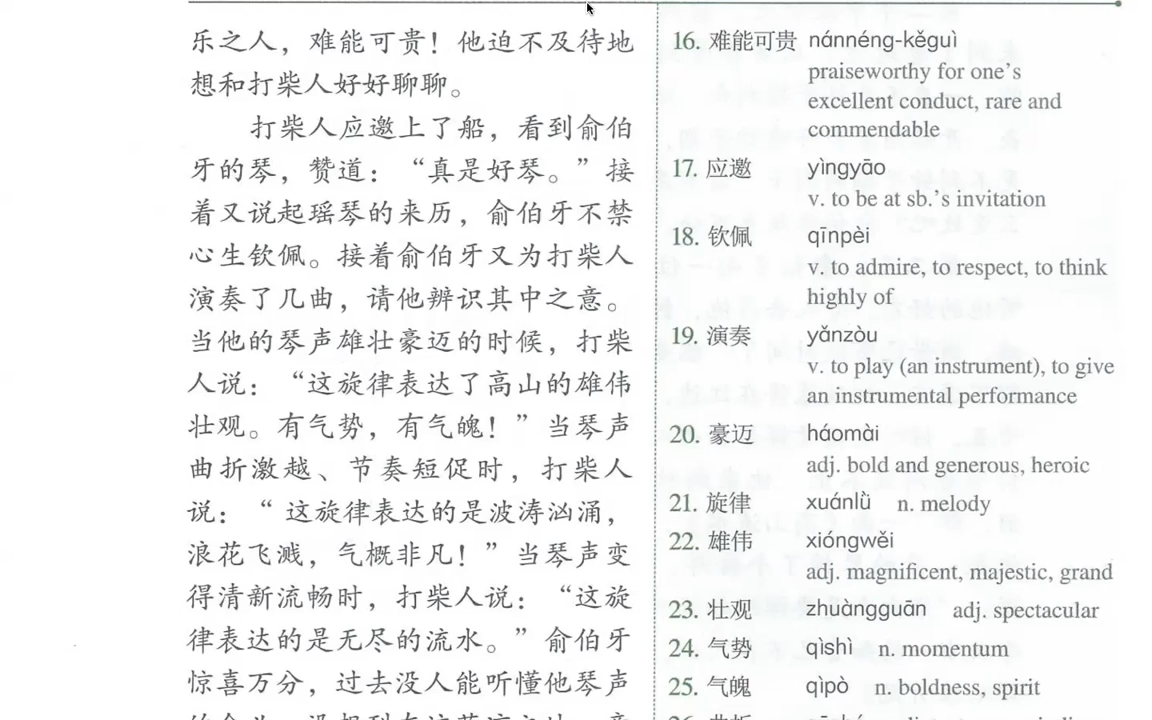 乐之人，难能可贵！他迫不及待地
想和打柴人好好聊聊。
打柴人应邀上了船，看到俞伯
牙的琴，赞道：“真是好琴。”接
着又说起瑶琴的来历，俞伯牙不禁
心生钦佩。接着俞伯牙又为打柴人
演奏了几曲，请他辨识其中之意。
当他的琴声雄壮豪迈的时候，打柴
人说：“这旋律表达了高山的雄伟
壮观。有气势，有气魄！”当琴声
曲折激越、节奏短促时，打柴人
说：“ 这旋律表达的是波涛汹涌，
浪花飞溅，气概非凡！”当琴声变
得清新流畅时，打柴人说：“这旋
律表达的是无尽的流水。”俞伯牙
惊喜万分，过去没人能听懂他琴声
16. 难能可贵 nánnéng-kěguì
praiseworthy for one's
excellent conduct, rare and
commendable
17. 应邀 yìngyāo
v. to be at sb.'s invitation
18. 钦佩 qīnpèi
v. to admire, to respect, to think
highly of
19. 演奏 yǎnzòu
v. to play (an instrument), to give
an instrumental performance
20. 豪迈 háomài
adj. bold and generous, heroic
21. 旋律 xuánlǜ n. melody
22. 雄伟 xióngwěi
adj. magnificent, majestic, grand
23. 壮观 zhuàngguān adj. spectacular
24. 气势 qìshì n. momentum
25. 气魄 qìpò n. boldness, spirit